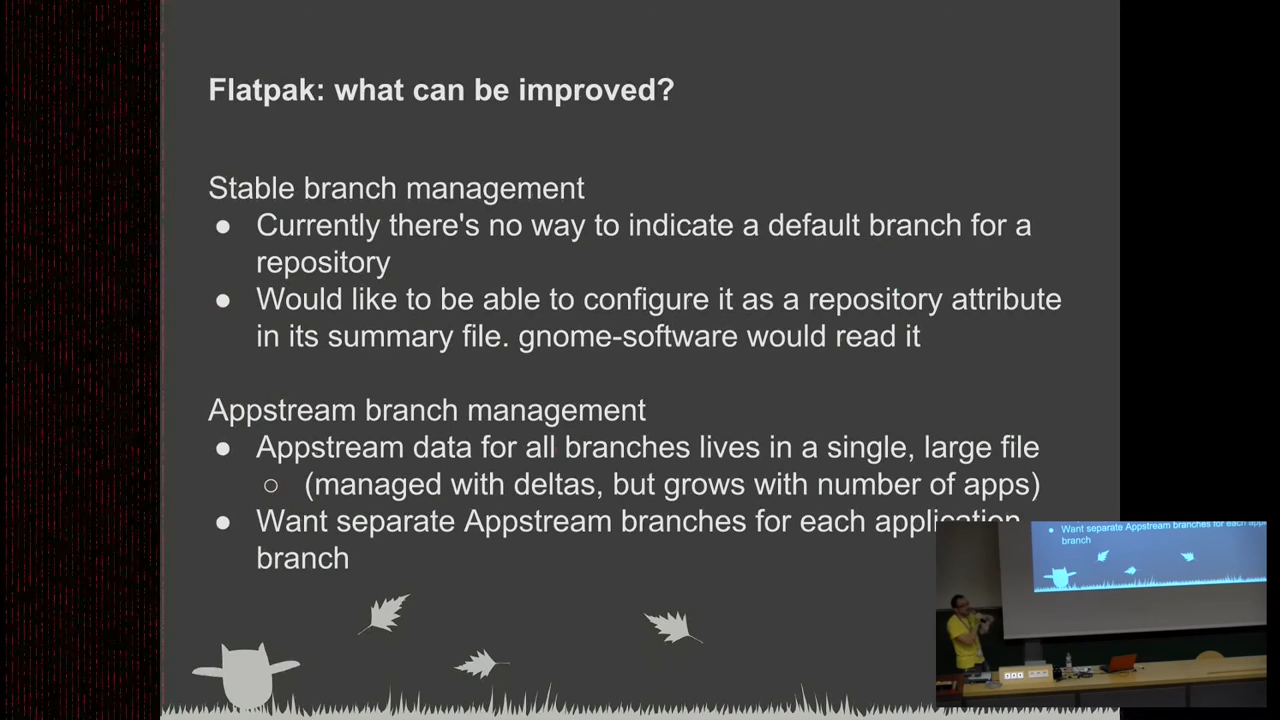 Flatpak: what can be improved?
Stable branch management
● Currently there's no way to indicate a default branch for a
repository
● Would like to be able to configure it as a repository attribute
in its summary file. gnome-software would read it
Appstream branch management
● Appstream data for all branches lives in a single, large file
○ (managed with deltas, but grows with number of apps)
● Want separate Appstream branches for each application
branch
● Want separate Appstream branches for each
branch